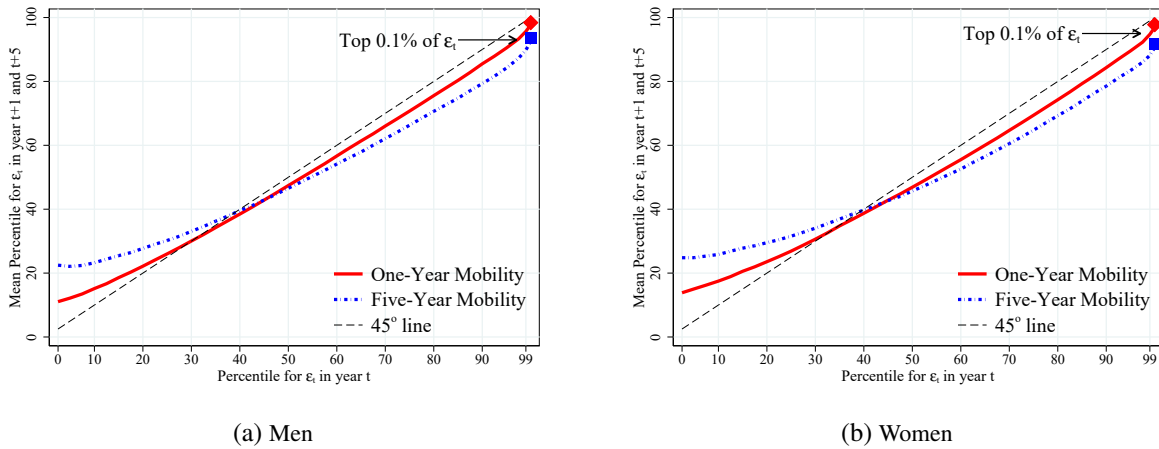 Mean Percentile for εt in year t+1 and t+5
100
80
60
40
20
0
Top 0.1% of εt
One-Year Mobility
Five-Year Mobility
45° line
0 10 20 30 40 50 60 70 80 90 99
Percentile for εt in year t
(a) Men
Mean Percentile for εt in year t+1 and t+5
100
80
60
40
20
0
Top 0.1% of εt
One-Year Mobility
Five-Year Mobility
45° line
0 10 20 30 40 50 60 70 80 90 99
Percentile for εt in year t
(b) Women